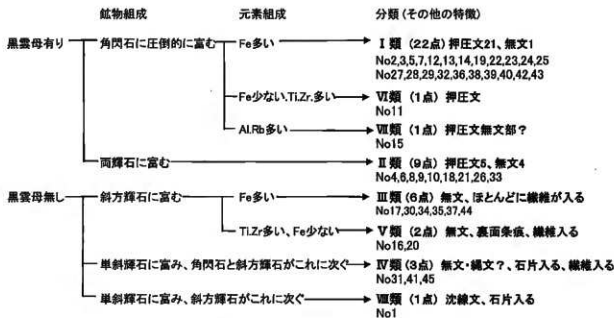 鉱物組成 元素組成 分類(その他の特徴)
黒雲母有り 角閃石に圧倒的に富む Fe多い Ⅰ類(22点)押圧文21、無文1
No2,3,5,7,12,13,14,19,22,23,24,25
No27,28,29,32,36,38,39,40,42,43
Fe少ない.Ti.Zr.多い Ⅵ類(1点)押圧文
No11
Al.Rb多い Ⅶ類(1点)押圧文無文部?
No15
両輝石に富む Ⅱ類(9点)押圧文5、無文4
No4,6,8,9,10,18,21,26,33
黒雲母無し 斜方輝石に富む Fe多い Ⅲ類(6点)無文、ほとんどに繊維が入る
No17,30,34,35,37,44
Ti.Zr多い、Fe少ない Ⅴ類(2点)無文、裏面条痕、繊維入る
No16,20
単斜輝石に富み、角閃石と斜方輝石がこれに次ぐ Ⅳ類(3点)無文・縄文?、石片入る、繊維入る
No31,41,45
単斜輝石に富み、斜方輝石がこれに次ぐ Ⅷ類(1点)沈線文、石片入る
No1